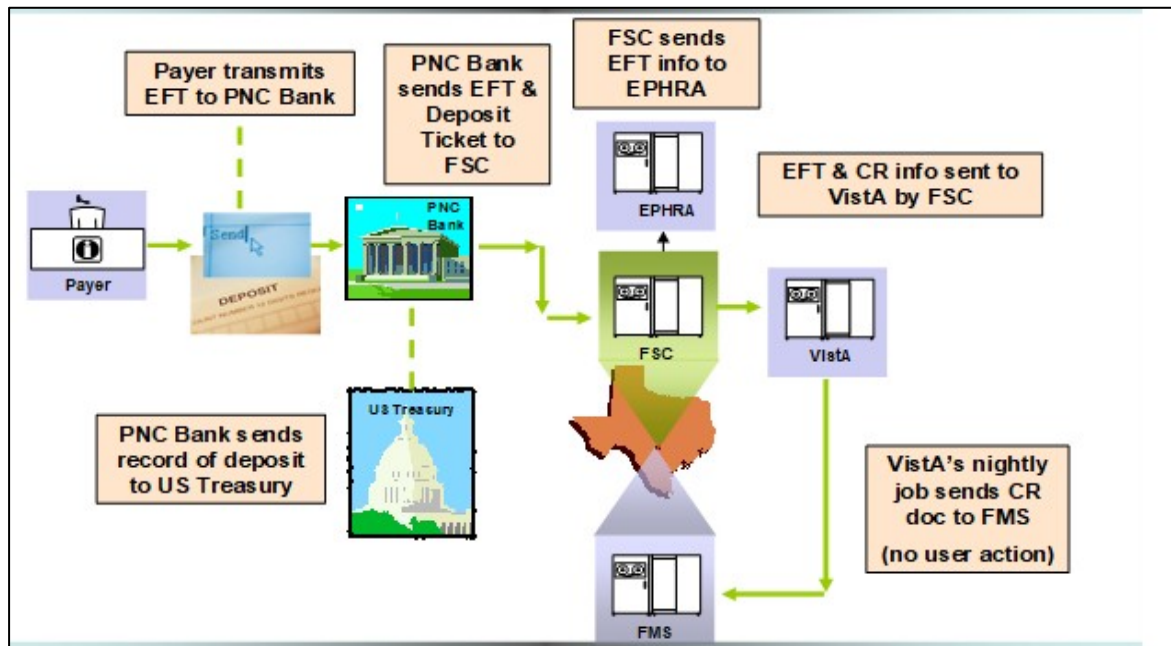 Payer transmits
EFT to PNC Bank
PNC Bank
sends EFT &
Deposit
Ticket to
FSC
FSC sends
EFT info to
EPHRA
EFT & CR info sent to
VistA by FSC
Payer
Send
DEPOSIT
PNC
Bank
EPHRA
FSC
VistA
US Treasury
PNC Bank sends
record of deposit
to US Treasury
VistA's nightly
job sends CR
doc to FMS
(no user action)
FMS